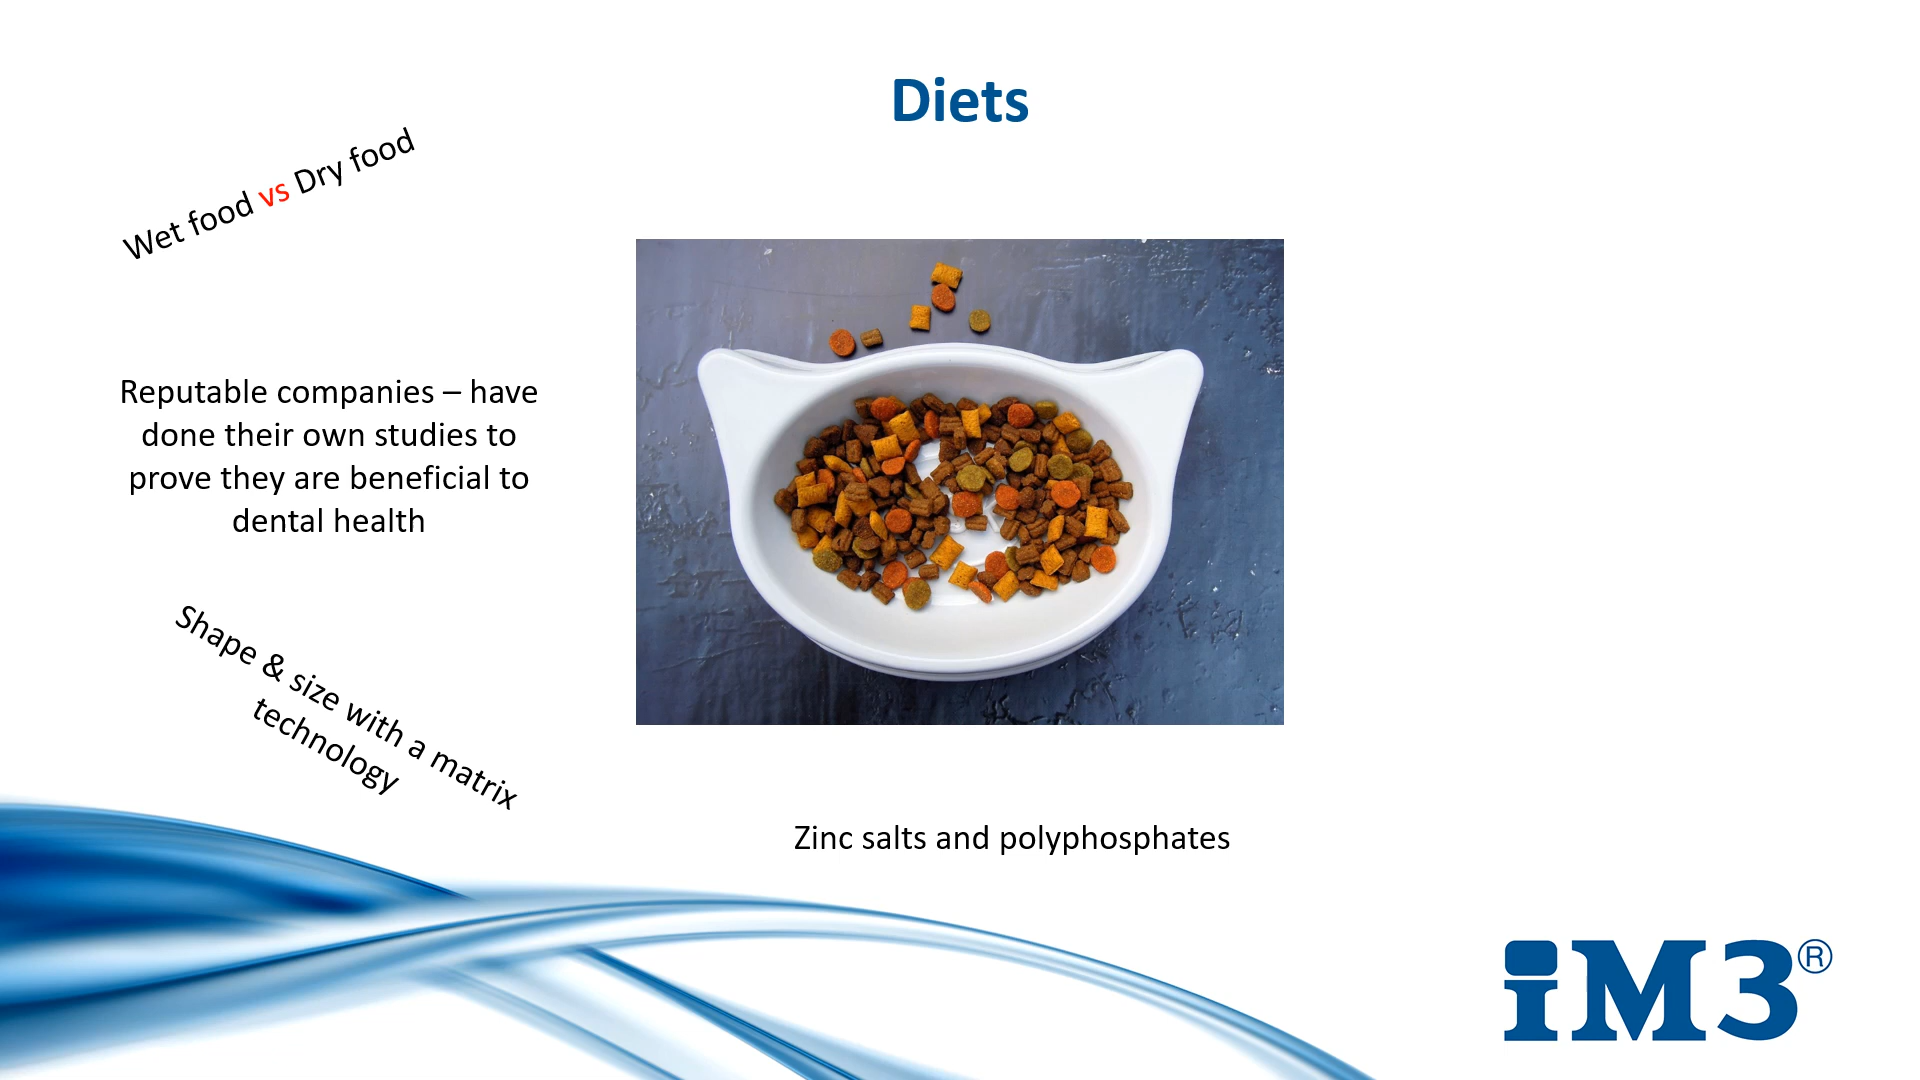 Diets
Wet food vs Dry food
Reputable companies – have
done their own studies to
prove they are beneficial to
dental health
Shape & size with a matrix
technology
Zinc salts and polyphosphates
iM3®